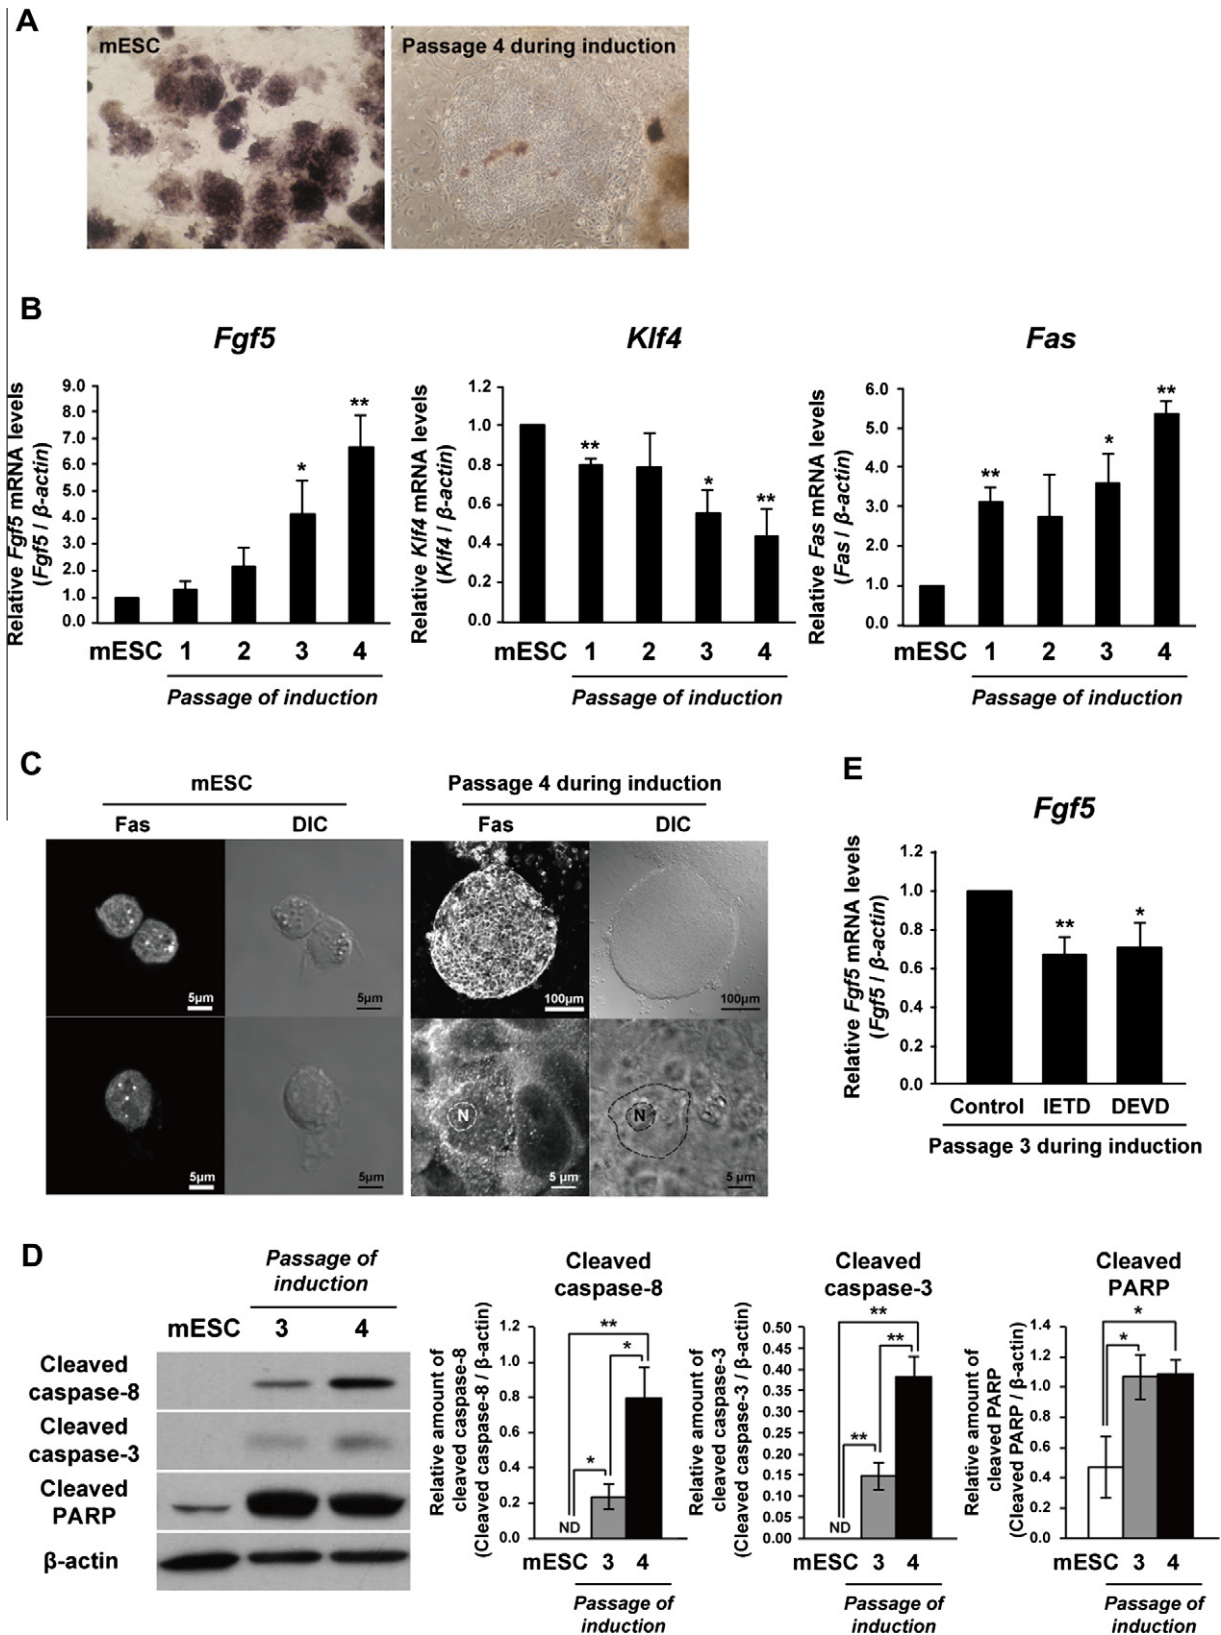 A
mESC
Passage 4 during induction
B
Fgf5
Relative Fgf5 mRNA levels
(Fgf5 / β-actin)
9.0
8.0
7.0
6.0
5.0
4.0
3.0
2.0
1.0
0.0
*
**
mESC 1 2 3 4
Passage of induction
Klf4
Relative Klf4 mRNA levels
(Klf4 / β-actin)
1.2
1.0
0.8
0.6
0.4
0.2
0.0
**
*
**
mESC 1 2 3 4
Passage of induction
Fas
Relative Fas mRNA levels
(Fas / β-actin)
6.0
5.0
4.0
3.0
2.0
1.0
0.0
**
*
**
mESC 1 2 3 4
Passage of induction
C
mESC
Fas DIC
5μm 5μm
5μm 5μm
Passage 4 during induction
Fas DIC
100μm 100μm
N N
5 μm 5 μm
E
Fgf5
Relative Fgf5 mRNA levels
(Fgf5 / β-actin)
1.2
1.0
0.8
0.6
0.4
0.2
0.0
**
*
Control IETD DEVD
Passage 3 during induction
D
Passage of
induction
mESC 3 4
Cleaved
caspase-8
Cleaved
caspase-3
Cleaved
PARP
β-actin
Cleaved
caspase-8
Relative amount of
cleaved caspase-8
(Cleaved caspase-8 / β-actin)
1.2
1.0
0.8
0.6
0.4
0.2
0.0
**
*
*
ND
mESC 3 4
Passage of
induction
Cleaved
caspase-3
Relative amount of
cleaved caspase-3
(Cleaved caspase-3 / β-actin)
0.50
0.45
0.40
0.35
0.30
0.25
0.20
0.15
0.10
0.05
0.00
**
**
**
ND
mESC 3 4
Passage of
induction
Cleaved
PARP
Relative amount of
cleaved PARP
(Cleaved PARP / β-actin)
1.4
1.2
1.0
0.8
0.6
0.4
0.2
0.0
*
*
mESC 3 4
Passage of
induction